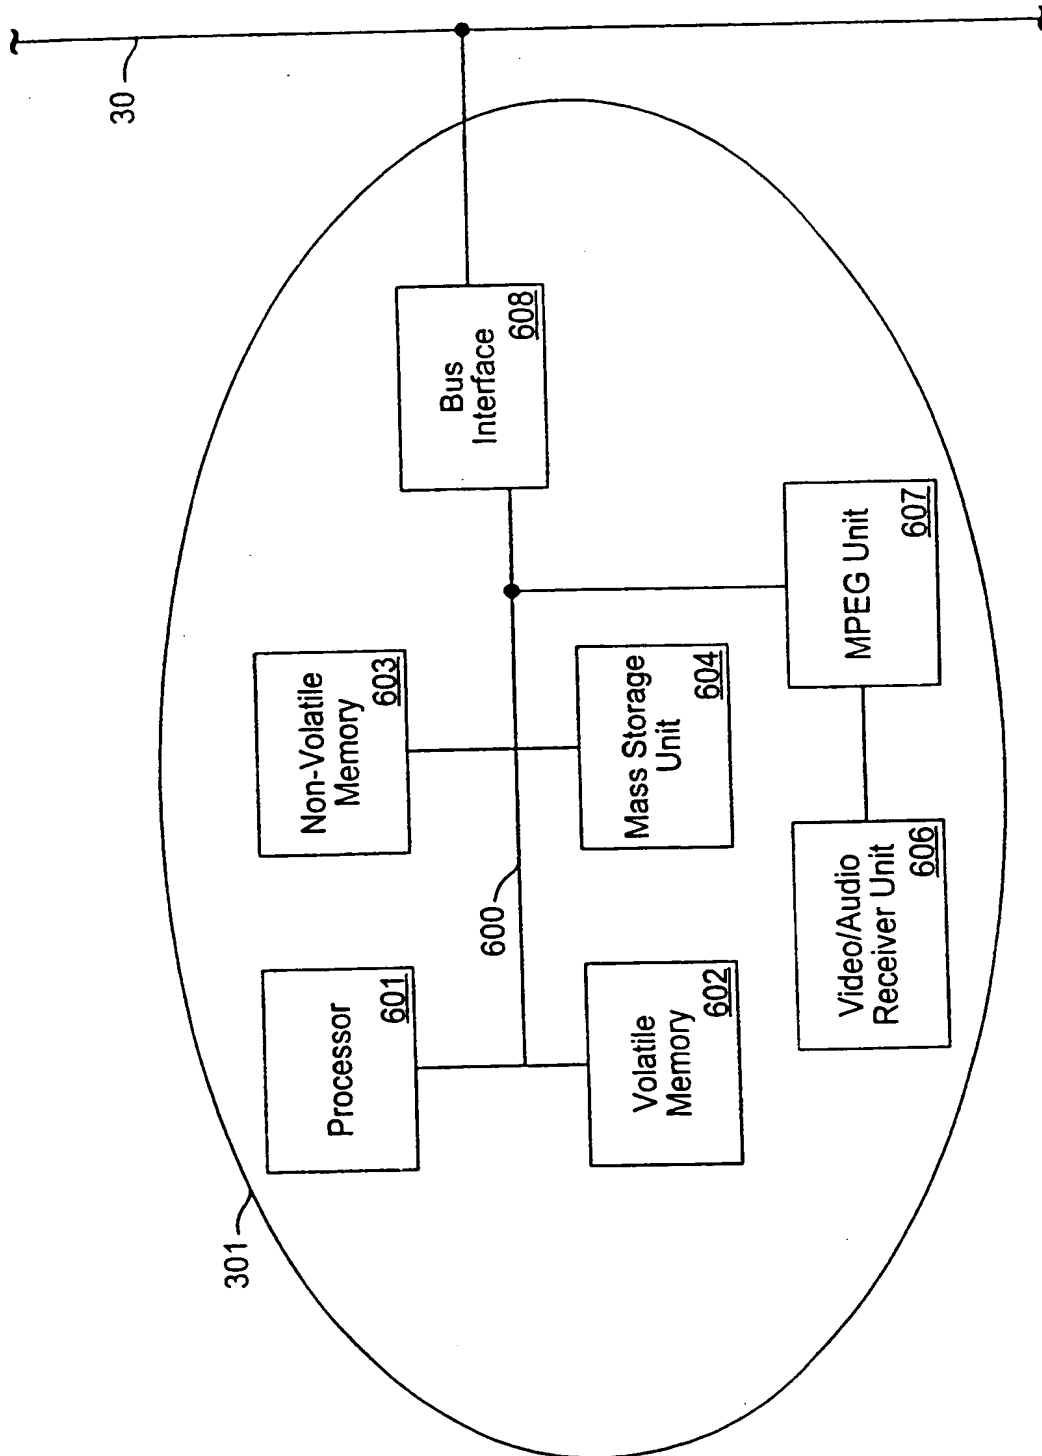 30
301
Processor
601
Non-Volatile
Memory
603
Bus
Interface
608
600
Volatile
Memory
602
Mass Storage
Unit
604
Video/Audio
Receiver Unit
606
MPEG Unit
607